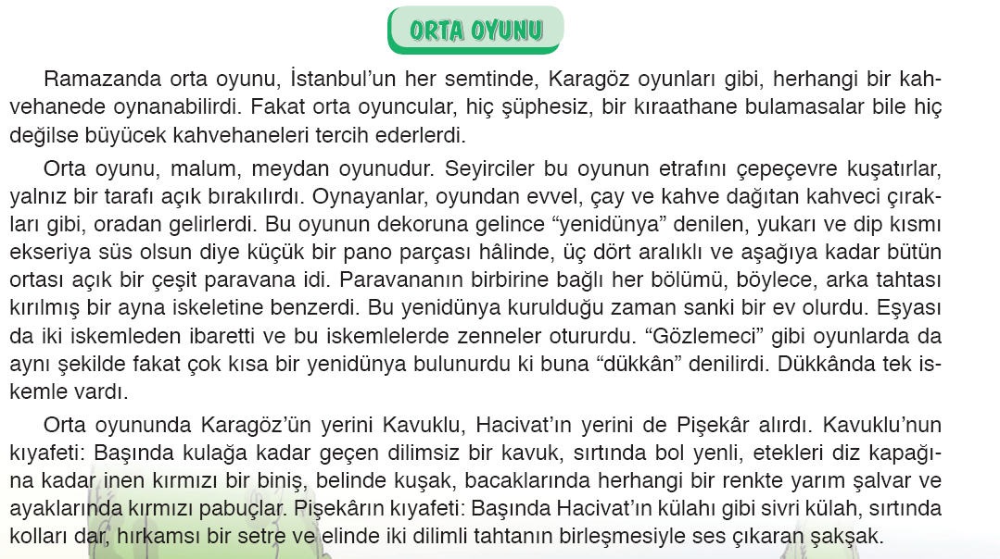 ORTA OYUNU
Ramazanda orta oyunu, İstanbul’un her semtinde, Karagöz oyunları gibi, herhangi bir kah-
vehanede oynanabilirdi. Fakat orta oyuncular, hiç şüphesiz, bir kıraathane bulamasalar bile hiç
değilse büyücek kahvehaneleri tercih ederlerdi.
Orta oyunu, malum, meydan oyunudur. Seyirciler bu oyunun etrafını çepeçevre kuşatırlar,
yalnız bir tarafı açık bırakılırdı. Oynayanlar, oyundan evvel, çay ve kahve dağıtan kahveci çırak-
ları gibi, oradan gelirlerdi. Bu oyunun dekoruna gelince “yenidünya” denilen, yukarı ve dip kısmı
ekseriya süs olsun diye küçük bir pano parçası hâlinde, üç dört aralıklı ve aşağıya kadar bütün
ortası açık bir çeşit paravana idi. Paravananın birbirine bağlı her bölümü, böylece, arka tahtası
kırılmış bir ayna iskeletine benzerdi. Bu yenidünya kurulduğu zaman sanki bir ev olurdu. Eşyası
da iki iskemleden ibaretti ve bu iskemlelerde zenneler otururdu. “Gözlemeci” gibi oyunlarda da
aynı şekilde fakat çok kısa bir yenidünya bulunurdu ki buna “dükkân” denilirdi. Dükkânda tek is-
kemle vardı.
Orta oyununda Karagöz’ün yerini Kavuklu, Hacivat’ın yerini de Pişekâr alırdı. Kavuklu’nun
kıyafeti: Başında kulağa kadar geçen dilimsiz bir kavuk, sırtında bol yenli, etekleri diz kapağı-
na kadar inen kırmızı bir biniş, belinde kuşak, bacaklarında herhangi bir renkte yarım şalvar ve
ayaklarında kırmızı pabuçlar. Pişekârın kıyafeti: Başında Hacivat’ın külahı gibi sivri külah, sırtında
kolları dar, hırkamsı bir setre ve elinde iki dilimli tahtanın birleşmesiyle ses çıkaran şakşak.